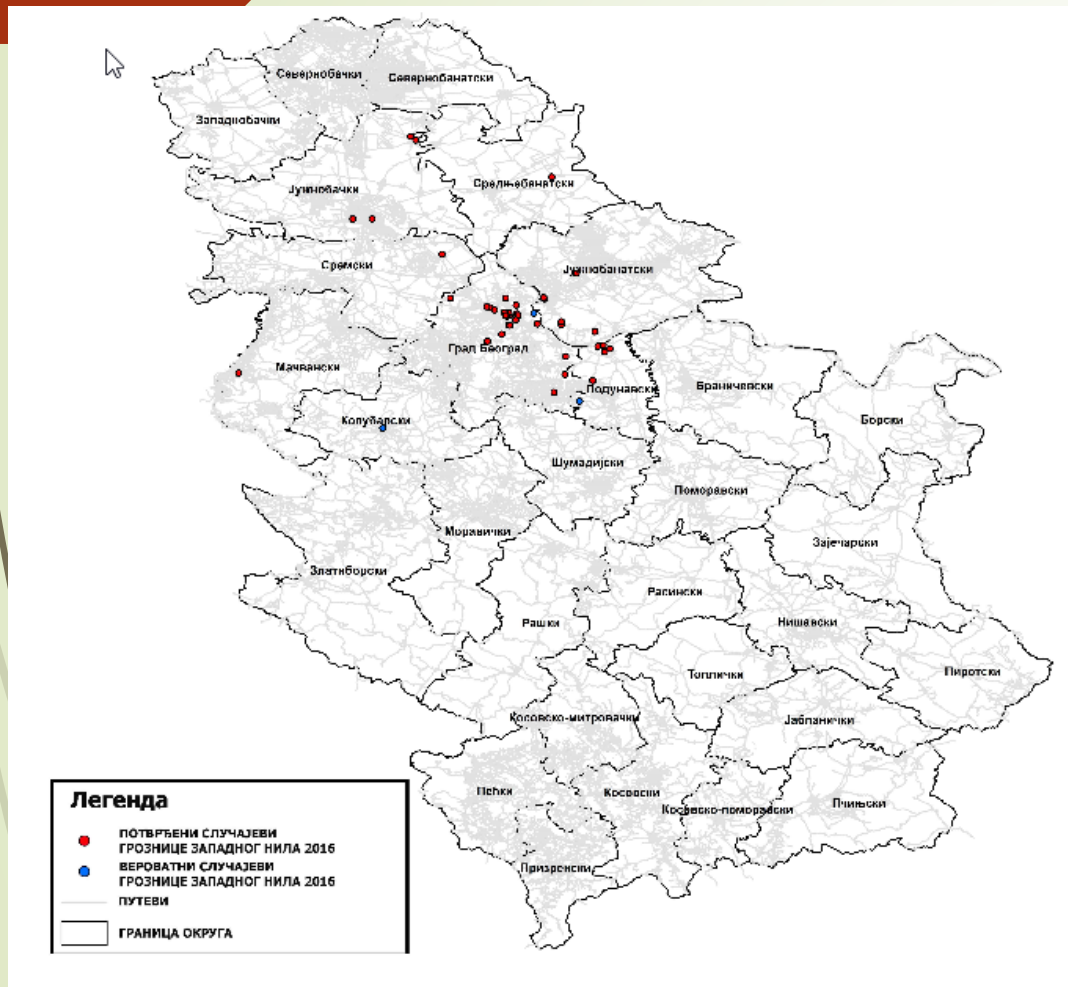 Севернобачки
Севернобанатски
Западнобачки
Јужнобачки
Средњебанатски
Сремски
Јужнобанатски
Град Београд
Мачвански
Подунавски
Браничевски
Колубарски
Борски
Шумадијски
Поморавски
Моравички
Зајечарски
Златиборски
Расински
Рашки
Нишавски
Топлички
Пиротски
Косовско-митровачки
Јабланички
Пећки
Косовски
Косовско-поморавски
Пчињски
Призренски
Легенда
ПОТВРЂЕНИ СЛУЧАЈЕВИ
ГРОЗНИЦЕ ЗАПАДНОГ НИЛА 2016
ВЕРОВАТНИ СЛУЧАЈЕВИ
ГРОЗНИЦЕ ЗАПАДНОГ НИЛА 2016
ПУТЕВИ
ГРАНИЦА ОКРУГА